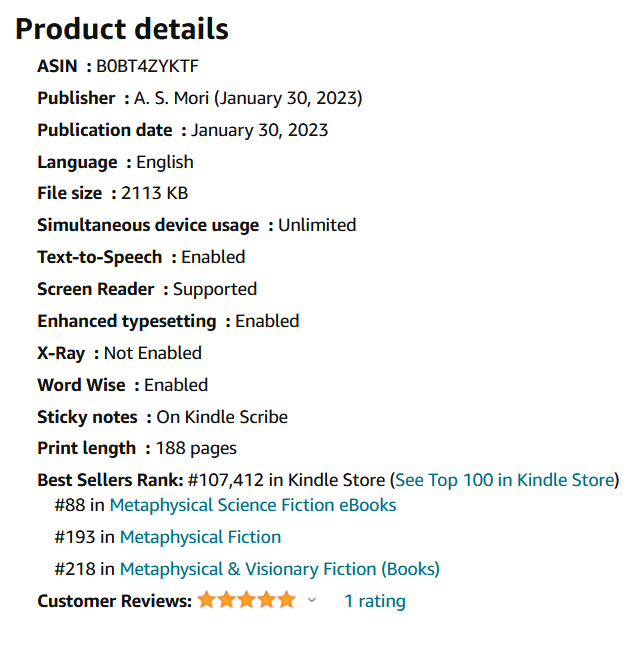 Product details
ASIN : B0BT4ZYKTF
Publisher : A. S. Mori (January 30, 2023)
Publication date : January 30, 2023
Language : English
File size : 2113 KB
Simultaneous device usage : Unlimited
Text-to-Speech : Enabled
Screen Reader : Supported
Enhanced typesetting : Enabled
X-Ray : Not Enabled
Word Wise : Enabled
Sticky notes : On Kindle Scribe
Print length : 188 pages
Best Sellers Rank: #107,412 in Kindle Store (See Top 100 in Kindle Store)
#88 in Metaphysical Science Fiction eBooks
#193 in Metaphysical Fiction
#218 in Metaphysical & Visionary Fiction (Books)
Customer Reviews: 1 rating